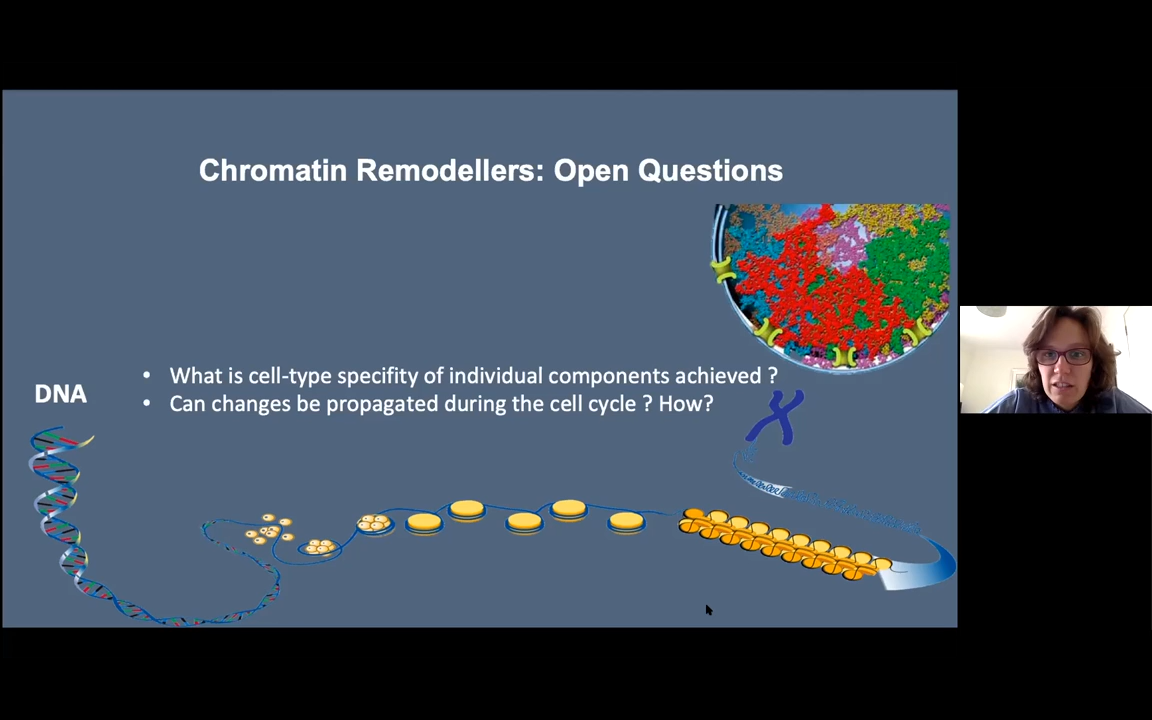 Chromatin Remodellers: Open Questions
• What is cell-type specifity of individual components achieved ?
• Can changes be propagated during the cell cycle ? How?
DNA